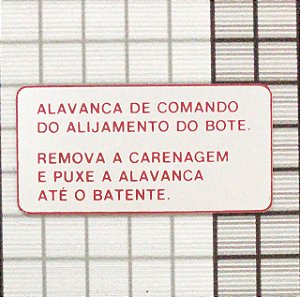 ALAVANCA DE COMANDO
DO ALIJAMENTO DO BOTE.
REMOVA A CARENAGEM
E PUXE A ALAVANCA
ATÉ O BATENTE.